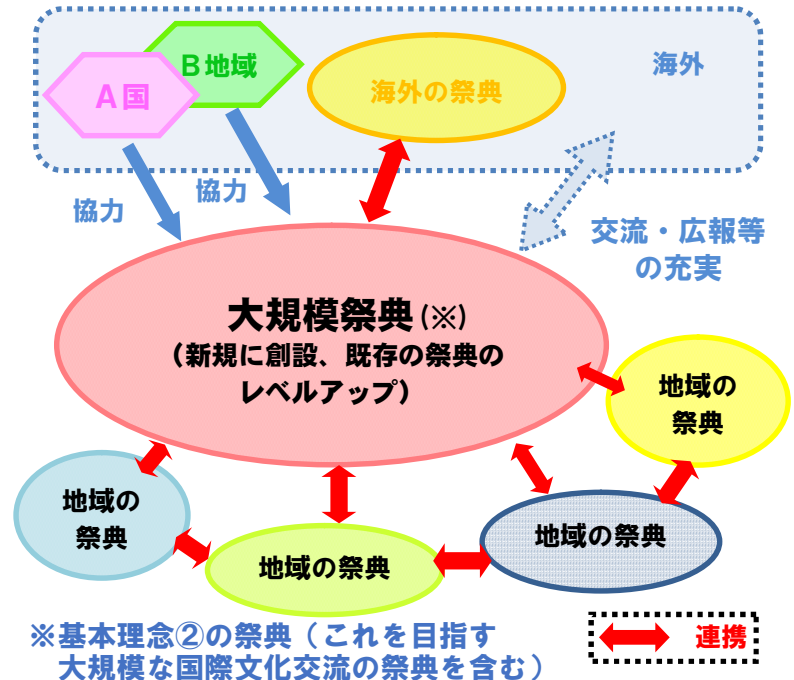 B地域
A国
海外の祭典
海外
協力
協力
交流・広報等
の充実
大規模祭典(※)
（新規に創設、既存の祭典の
レベルアップ）
地域の
祭典
地域の
祭典
地域の祭典
地域の祭典
※基本理念②の祭典（これを目指す
大規模な国際文化交流の祭典を含む）
連携